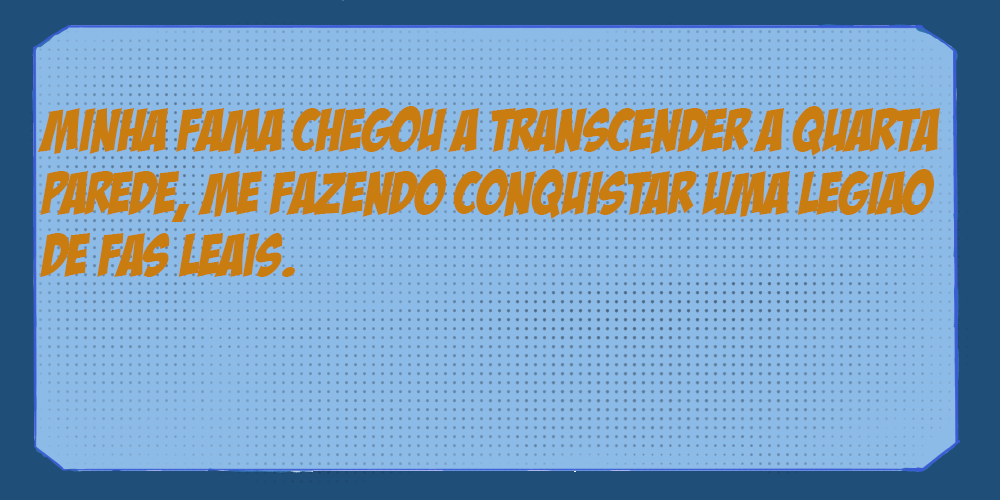 MINHA FAMA CHEGOU A TRANSCENDER A QUARTA
PAREDE, ME FAZENDO CONQUISTAR UMA LEGIAO
DE FAS LEAIS.